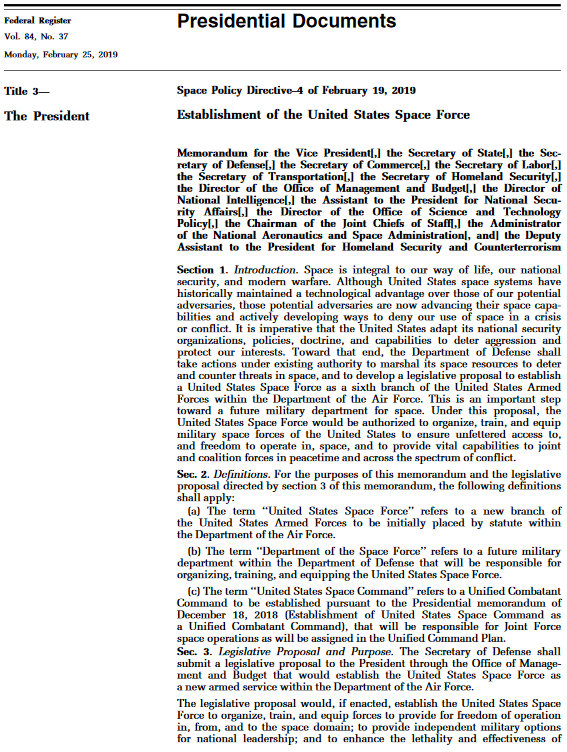 Federal Register
Vol. 84, No. 37
Monday, February 25, 2019
Presidential Documents
Title 3—
The President
Space Policy Directive–4 of February 19, 2019
Establishment of the United States Space Force
Memorandum for the Vice President[,] the Secretary of State[,] the Sec-
retary of Defense[,] the Secretary of Commerce[,] the Secretary of Labor[,]
the Secretary of Transportation[,] the Secretary of Homeland Security[,]
the Director of the Office of Management and Budget[,] the Director of
National Intelligence[,] the Assistant to the President for National Secu-
rity Affairs[,] the Director of the Office of Science and Technology
Policy[,] the Chairman of the Joint Chiefs of Staff[,] the Administrator
of the National Aeronautics and Space Administration[, and] the Deputy
Assistant to the President for Homeland Security and Counterterrorism
Section 1. Introduction. Space is integral to our way of life, our national
security, and modern warfare. Although United States space systems have
historically maintained a technological advantage over those of our potential
adversaries, those potential adversaries are now advancing their space capa-
bilities and actively developing ways to deny our use of space in a crisis
or conflict. It is imperative that the United States adapt its national security
organizations, policies, doctrine, and capabilities to deter aggression and
protect our interests. Toward that end, the Department of Defense shall
take actions under existing authority to marshal its space resources to deter
and counter threats in space, and to develop a legislative proposal to establish
a United States Space Force as a sixth branch of the United States Armed
Forces within the Department of the Air Force. This is an important step
toward a future military department for space. Under this proposal, the
United States Space Force would be authorized to organize, train, and equip
military space forces of the United States to ensure unfettered access to,
and freedom to operate in, space, and to provide vital capabilities to joint
and coalition forces in peacetime and across the spectrum of conflict.
Sec. 2. Definitions. For the purposes of this memorandum and the legislative
proposal directed by section 3 of this memorandum, the following definitions
shall apply:
(a) The term “United States Space Force” refers to a new branch of
the United States Armed Forces to be initially placed by statute within
the Department of the Air Force.
(b) The term “Department of the Space Force” refers to a future military
department within the Department of Defense that will be responsible for
organizing, training, and equipping the United States Space Force.
(c) The term “United States Space Command” refers to a Unified Combatant
Command to be established pursuant to the Presidential memorandum of
December 18, 2018 (Establishment of United States Space Command as
a Unified Combatant Command), that will be responsible for Joint Force
space operations as will be assigned in the Unified Command Plan.
Sec. 3. Legislative Proposal and Purpose. The Secretary of Defense shall
submit a legislative proposal to the President through the Office of Manage-
ment and Budget that would establish the United States Space Force as
a new armed service within the Department of the Air Force.
The legislative proposal would, if enacted, establish the United States Space
Force to organize, train, and equip forces to provide for freedom of operation
in, from, and to the space domain; to provide independent military options
for national leadership; and to enhance the lethality and effectiveness of